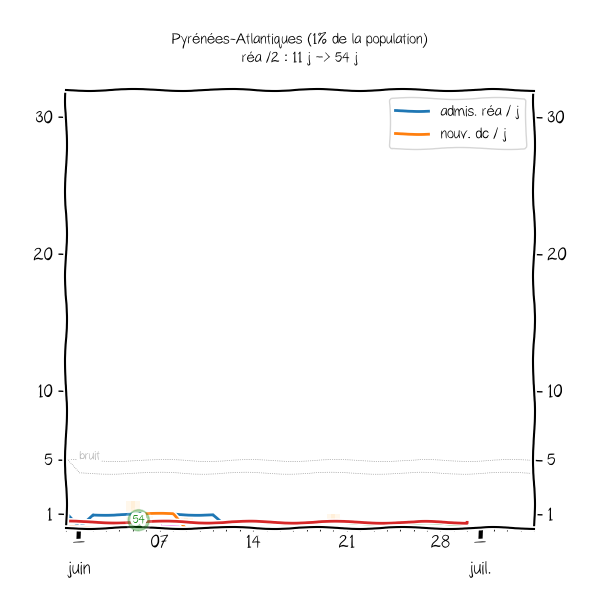 Pyrénées-Atlantiques (1% de la population)
réa /2 : 11 j -> 54 j
admis. réa / j
nouv. dc / j
30
30
20
20
10
10
5
bruit
5
1
54
1
07
14
21
28
juin
juil.